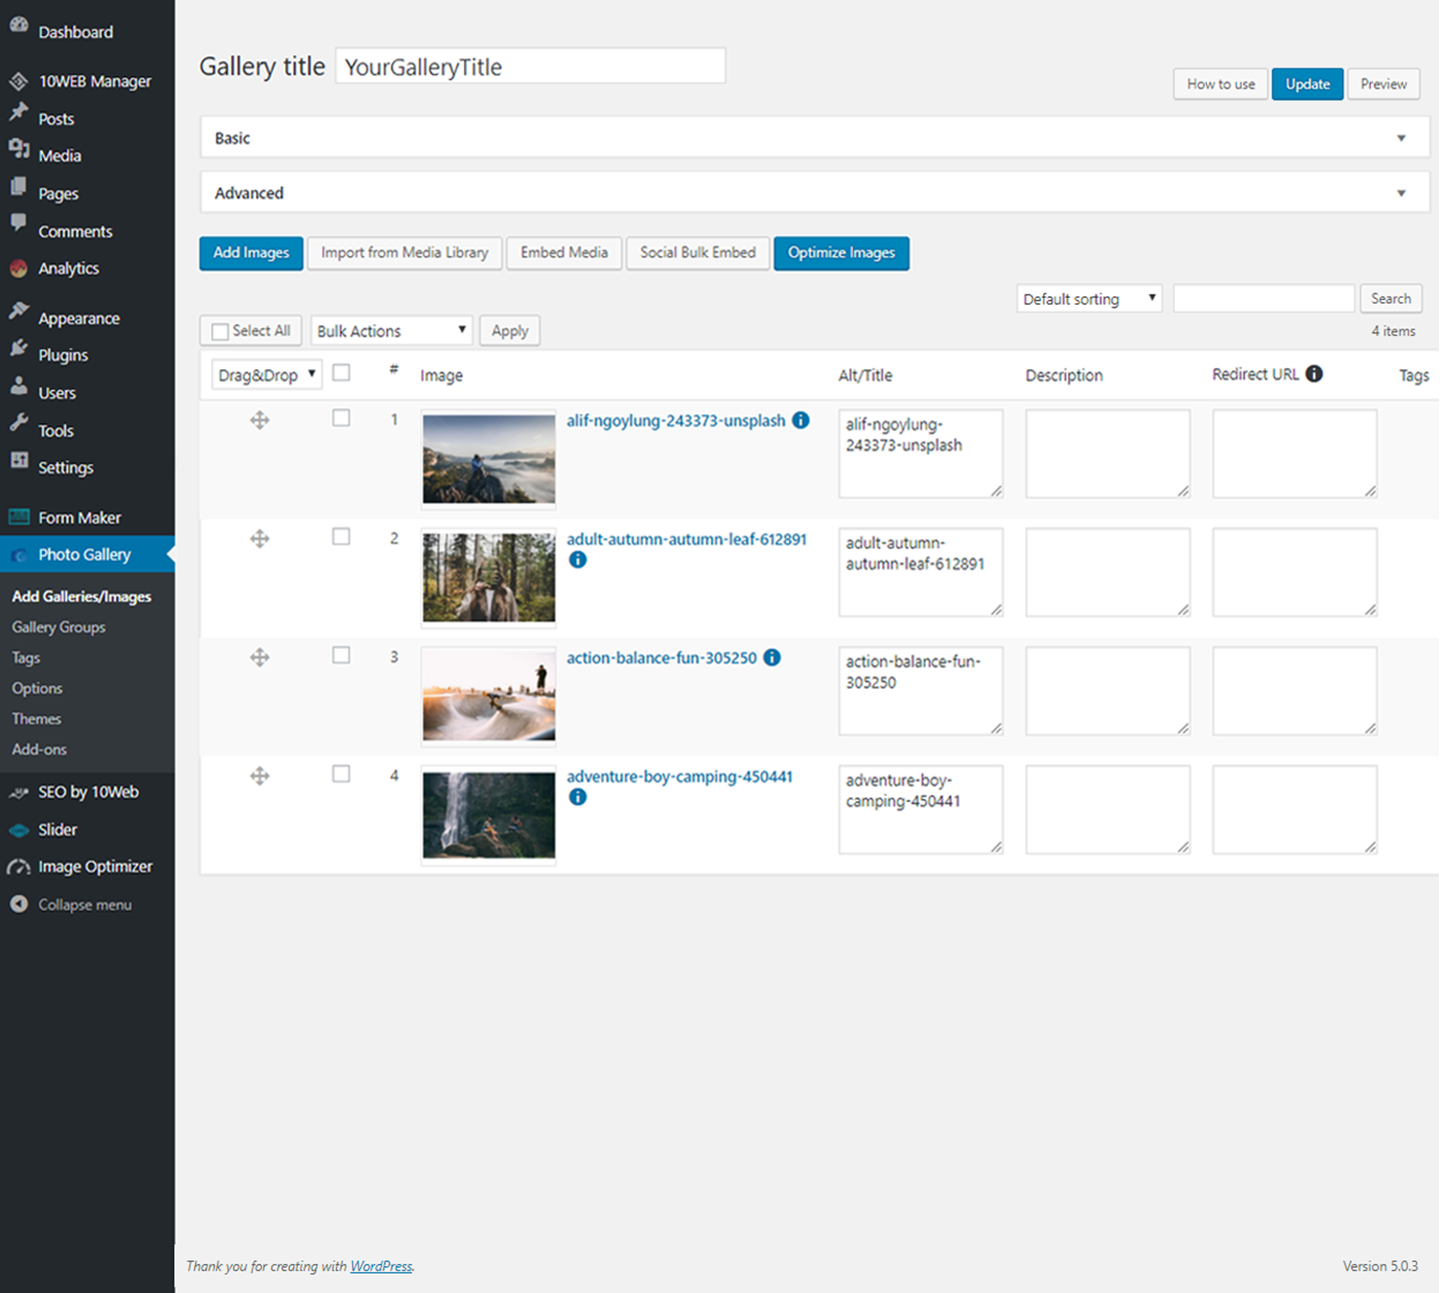 Dashboard
10WEB Manager
Posts
Media
Pages
Comments
Analytics
Appearance
Plugins
Users
Tools
Settings
Form Maker
Photo Gallery
Add Galleries/Images
Gallery Groups
Tags
Options
Themes
Add-ons
SEO by 10Web
Slider
Image Optimizer
Collapse menu
Gallery title YourGalleryTitle
How to use Update Preview
Basic
Advanced
Add Images Import from Media Library Embed Media Social Bulk Embed Optimize Images
Default sorting Search
Select All Bulk Actions Apply 4 items
Drag&Drop # Image Alt/Title Description Redirect URL Tags
1 alif-ngoylung-243373-unsplash
alif-ngoylung-
243373-unsplash
2 adult-autumn-autumn-leaf-612891
adult-autumn-
autumn-leaf-612891
3 action-balance-fun-305250
action-balance-fun-
305250
4 adventure-boy-camping-450441
adventure-boy-
camping-450441
Thank you for creating with WordPress. Version 5.0.3